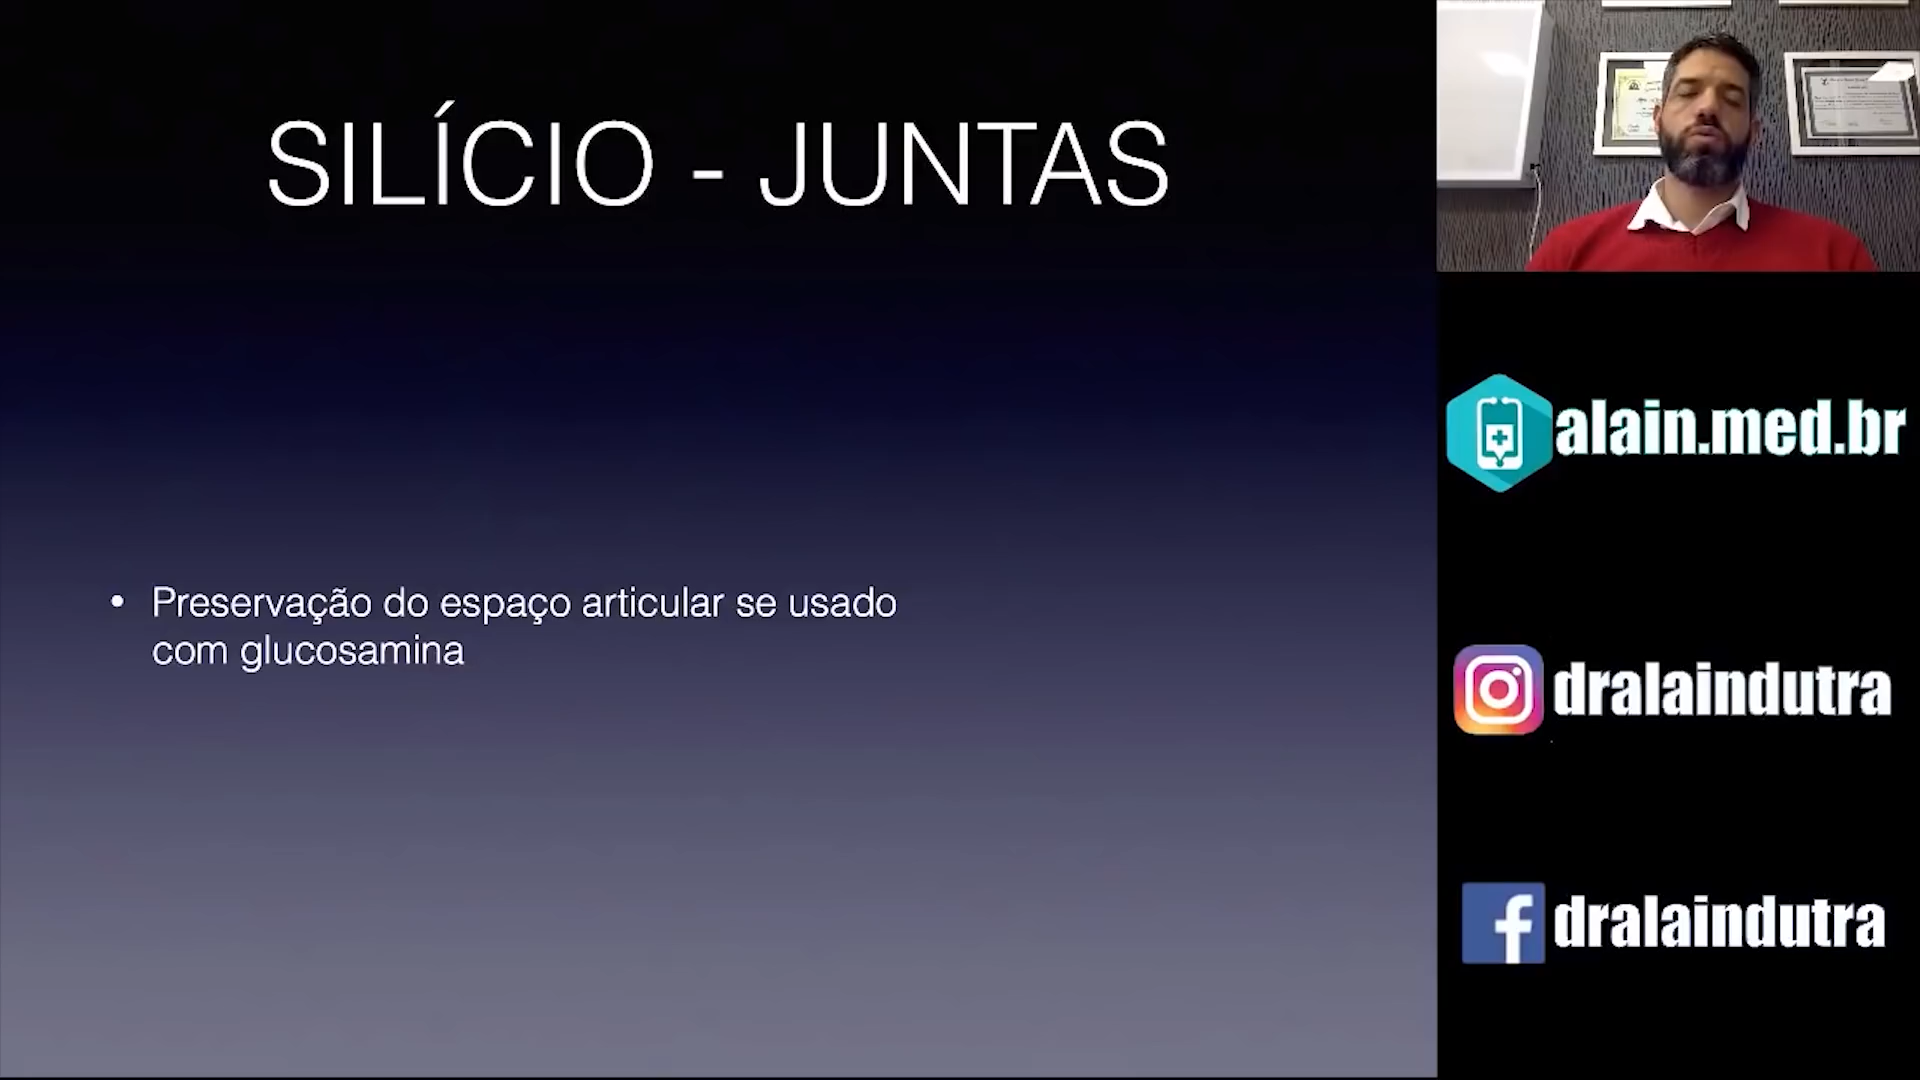 SILÍCIO - JUNTAS
• Preservação do espaço articular se usado
com glucosamina
alain.med.br
dralaindutra
dralaindutra